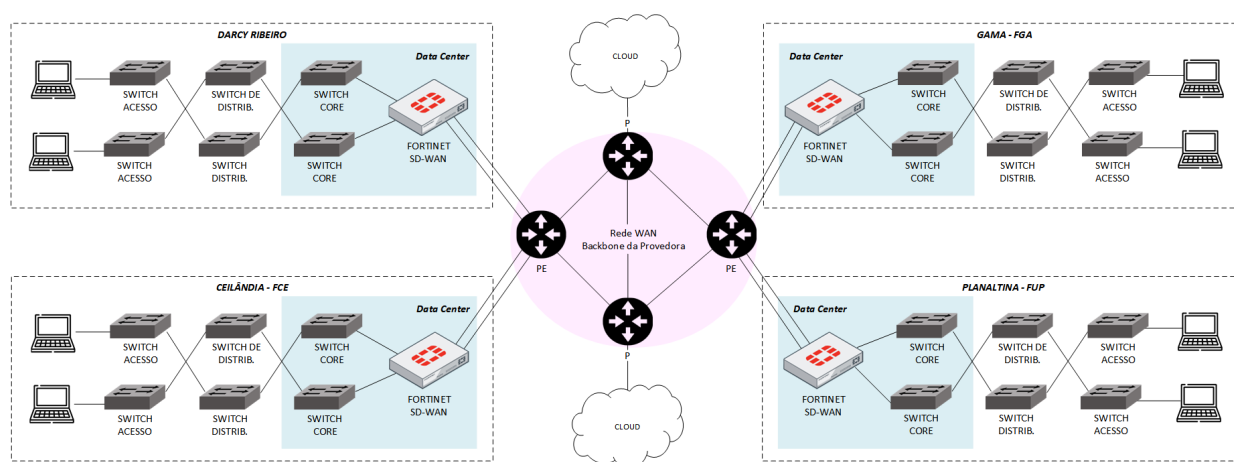 DARCY RIBEIRO
Data Center
SWITCH
ACESSO
SWITCH DE
DISTRIB.
SWITCH
CORE
SWITCH
ACESSO
SWITCH
DISTRIB.
SWITCH
CORE
FORTINET
SD-WAN
CLOUD
P
GAMA - FGA
Data Center
FORTINET
SD-WAN
SWITCH
CORE
SWITCH DE
DISTRIB.
SWITCH
ACESSO
SWITCH
CORE
SWITCH
DISTRIB.
SWITCH
ACESSO
Rede WAN
Backbone da Provedora
PE
PE
P
CLOUD
CEILÂNDIA - FCE
Data Center
SWITCH
ACESSO
SWITCH DE
DISTRIB.
SWITCH
CORE
SWITCH
ACESSO
SWITCH
DISTRIB.
SWITCH
CORE
FORTINET
SD-WAN
PLANALTINA - FUP
Data Center
FORTINET
SD-WAN
SWITCH
CORE
SWITCH DE
DISTRIB.
SWITCH
ACESSO
SWITCH
CORE
SWITCH
DISTRIB.
SWITCH
ACESSO